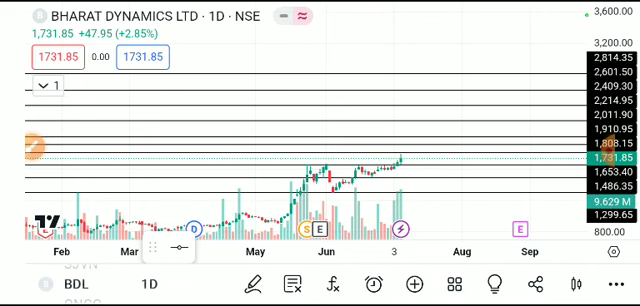 B BHARAT DYNAMICS LTD · 1D · NSE
1,731.85 +47.95 (+2.85%)
1731.85 0.00 1731.85
1
3,600.00
3,200.00
2,814.35
2,601.50
2,409.30
2,214.95
2,011.90
1,910.95
1,808.15
1,731.85
1,653.40
1,486.35
9.629 M
1,299.65
800.00
E D S E E
Feb Mar May Jun 3 Aug Sep
SJVN
B BDL 1D
ONGC